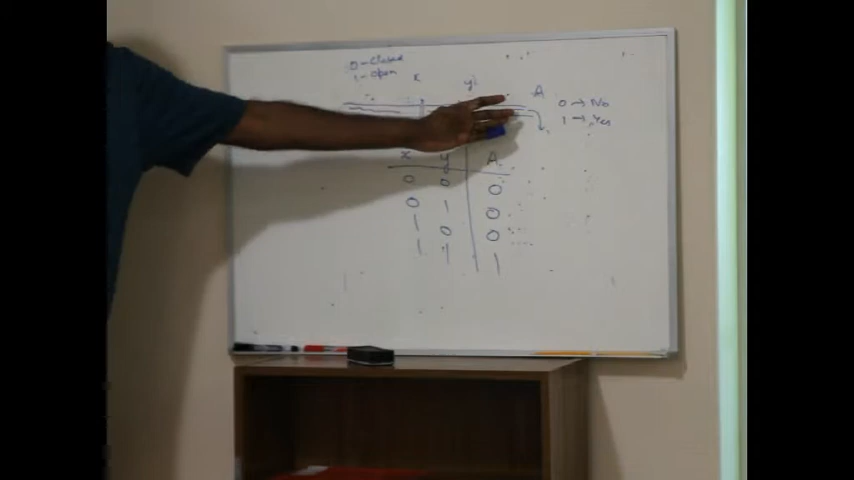 0-Closed
1-Open
x
y
A
0 → No
1 → Yes
x y A
0 0 0
0 1 0
1 0 0
1 1 1